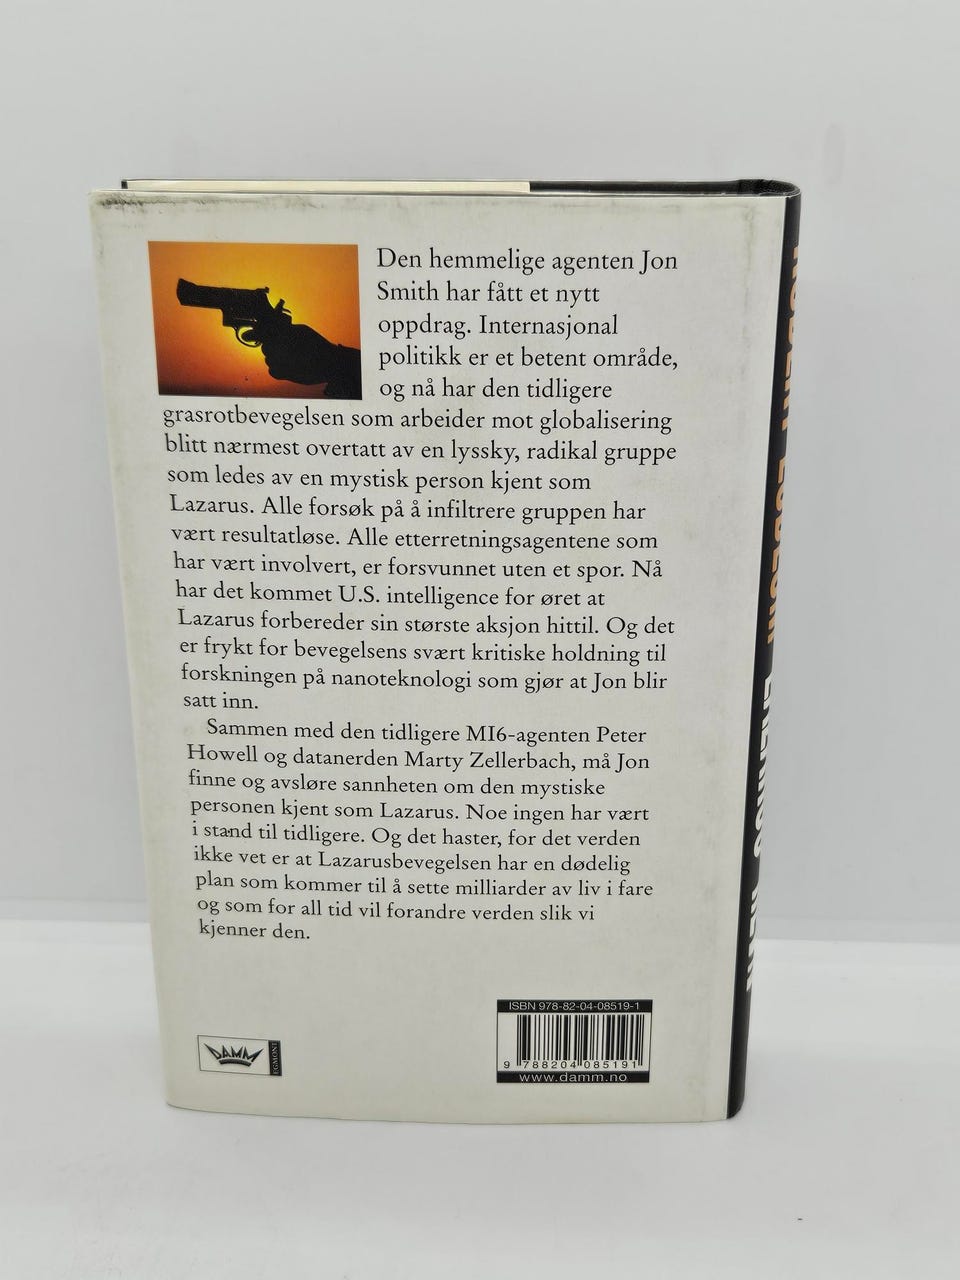 Den hemmelige agenten Jon
Smith har fått et nytt
oppdrag. Internasjonal
politikk er et betent område,
og nå har den tidligere
grasrotbevegelsen som arbeider mot globalisering
blitt nærmest overtatt av en lyssky, radikal gruppe
som ledes av en mystisk person kjent som
Lazarus. Alle forsøk på å infiltrere gruppen har
vært resultatløse. Alle etterretningsagentene som
har vært involvert, er forsvunnet uten et spor. Nå
har det kommet U.S. intelligence for øret at
Lazarus forbereder sin største aksjon hittil. Og det
er frykt for bevegelsens svært kritiske holdning til
forskningen på nanoteknologi som gjør at Jon blir
satt inn.
Sammen med den tidligere MI6-agenten Peter
Howell og datanerden Marty Zellerbach, må Jon
finne og avsløre sannheten om den mystiske
personen kjent som Lazarus. Noe ingen har vært
i stand til tidligere. Og det haster, for det verden
ikke vet er at Lazarusbevegelsen har en dødelig
plan som kommer til å sette milliarder av liv i fare
og som for all tid vil forandre verden slik vi
kjenner den.
DAMM
EGMONT
ISBN 978-82-04-08519-1
9 788204 085191
www.damm.no